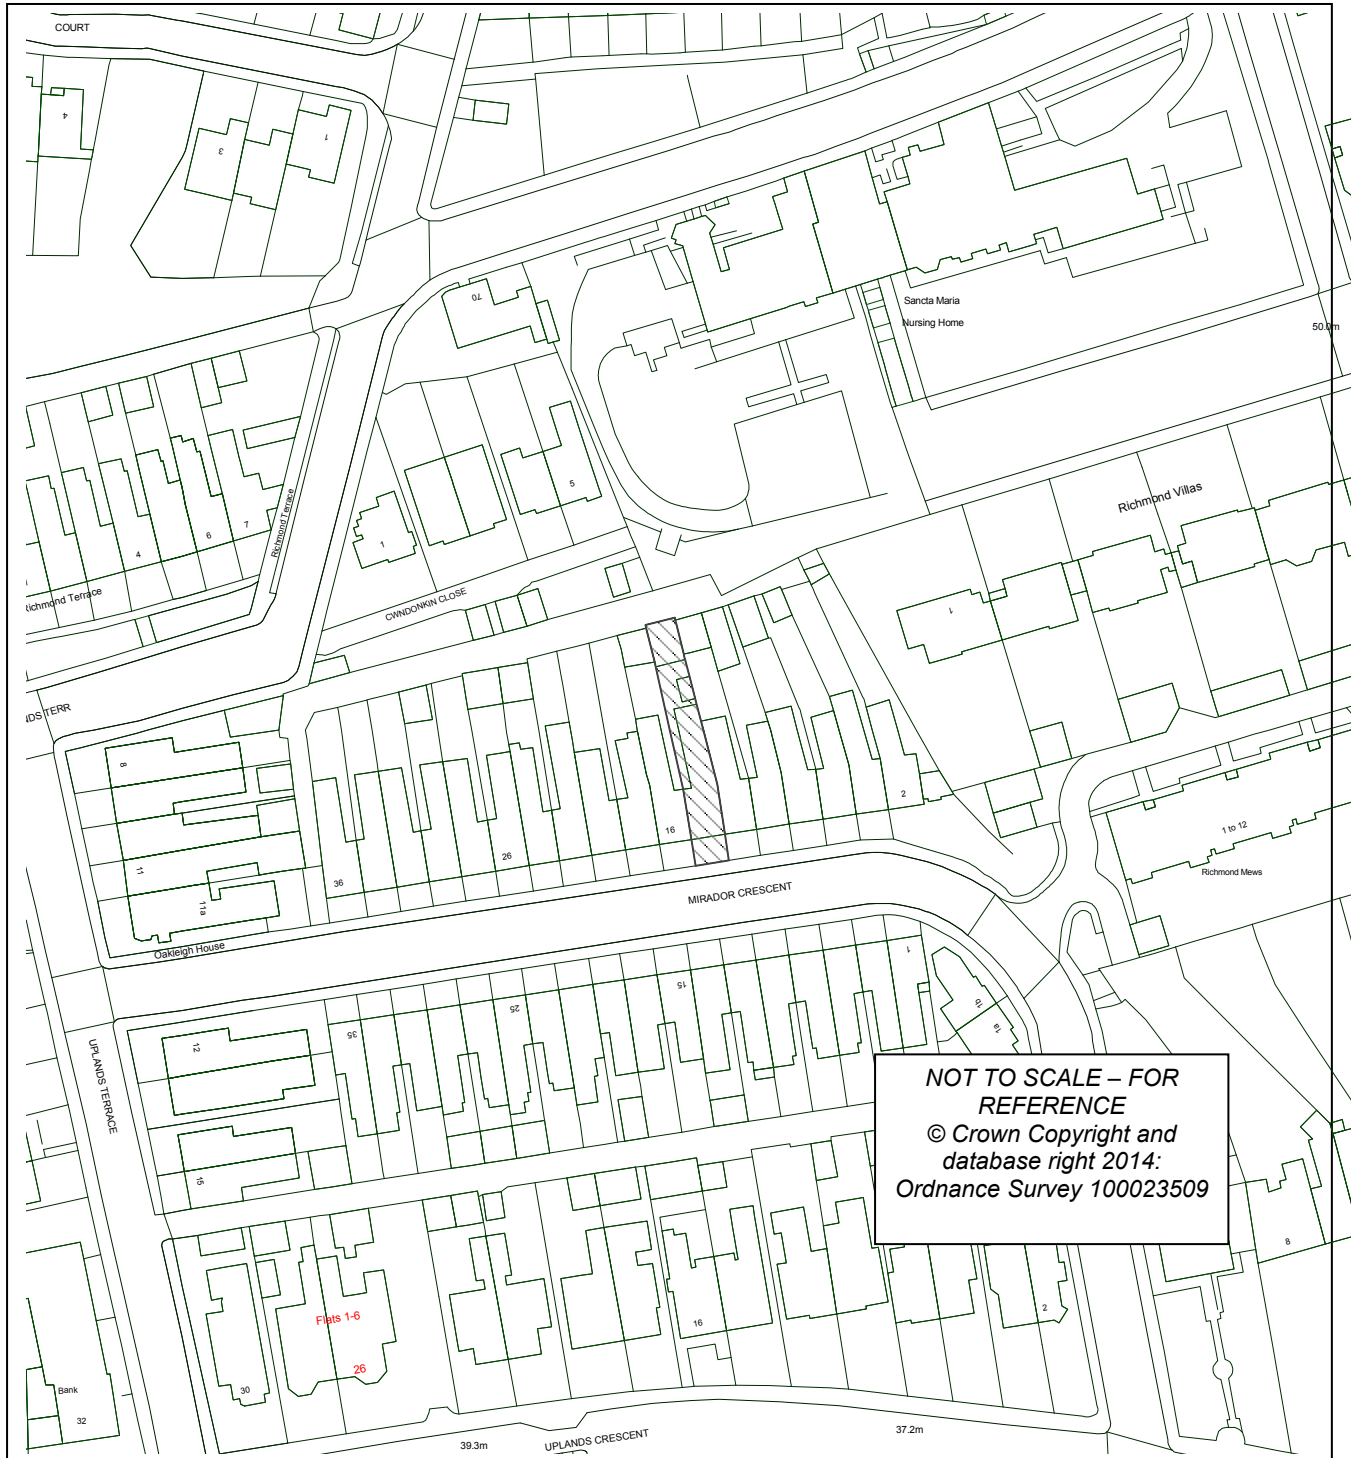 COURT
4
3
1
70
Sancta Maria
Nursing Home
50.0m
Richmond Villas
5
1
4
6
7
Richmond Terrace
Richmond Terrace
CWNDONKIN CLOSE
1
NDS TERR
8
11
11a
Oakleigh House
36
26
16
2
MIRADOR CRESCENT
1 to 12
Richmond Mews
UPLANDS TERRACE
12
15
35
25
15
1
1b
1a
NOT TO SCALE – FOR
REFERENCE
© Crown Copyright and
database right 2014:
Ordnance Survey 100023509
Flats 1-6
26
30
16
2
8
Bank
32
39.3m
UPLANDS CRESCENT
37.2m